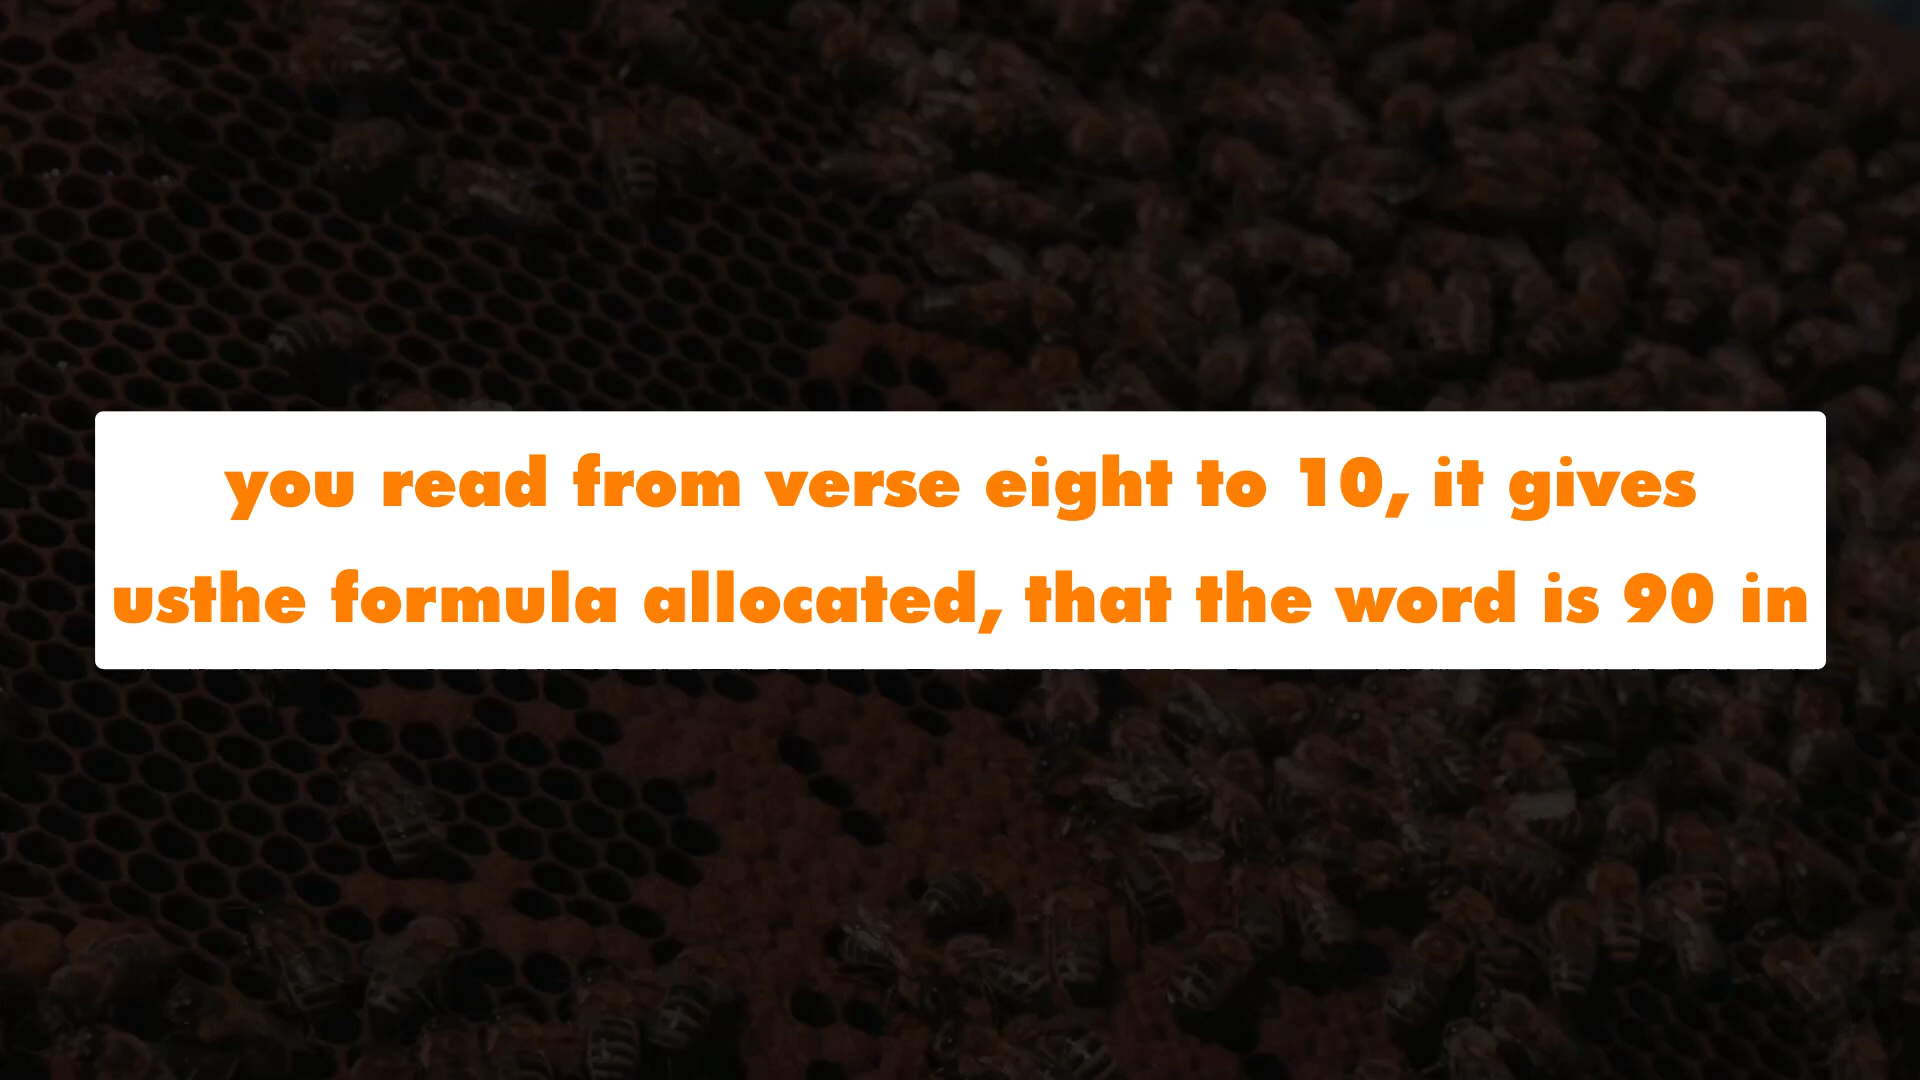 you read from verse eight to 10, it gives
usthe formula allocated, that the word is 90 in